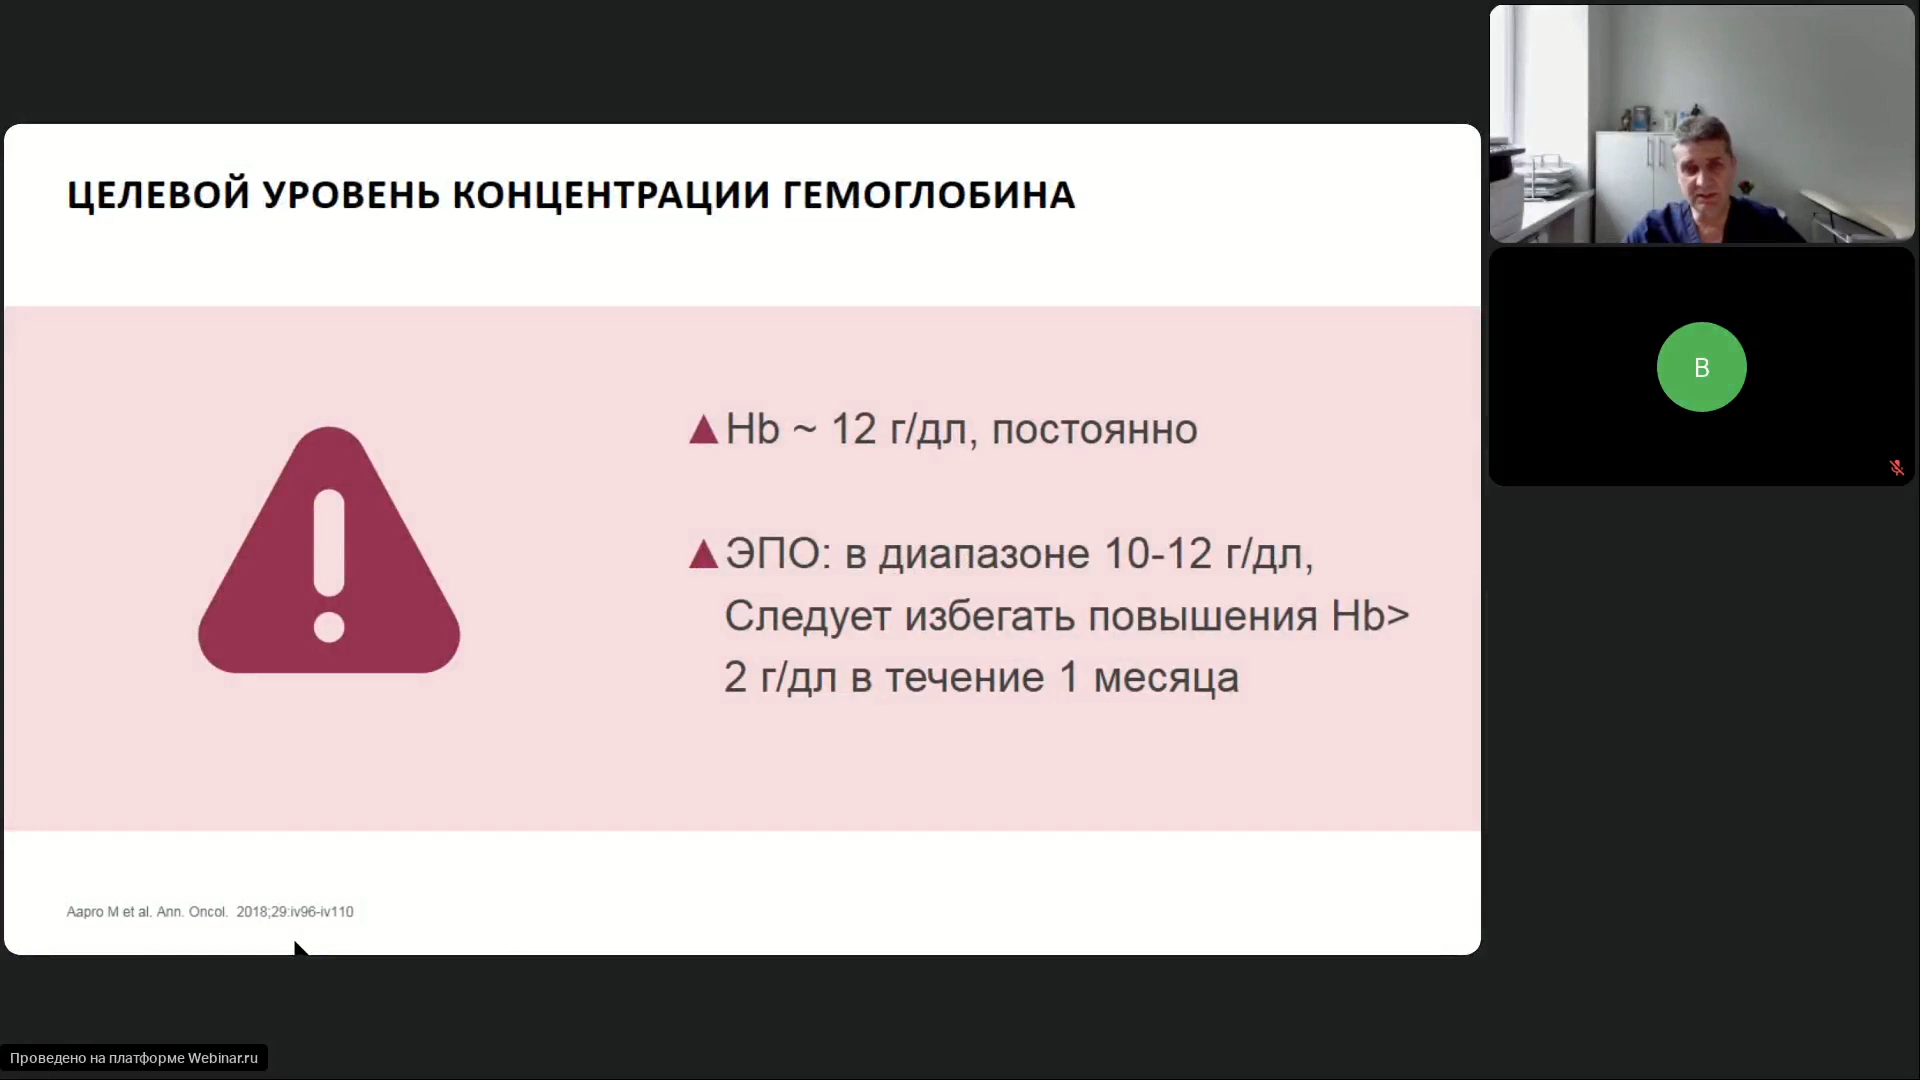 ЦЕЛЕВОЙ УРОВЕНЬ КОНЦЕНТРАЦИИ ГЕМОГЛОБИНА
Hb ~ 12 г/дл, постоянно
ЭПО: в диапазоне 10-12 г/дл,
Следует избегать повышения Hb>
2 г/дл в течение 1 месяца
Aapro M et al. Ann. Oncol. 2018;29:iv96-iv110
В
Проведено на платформе Webinar.ru